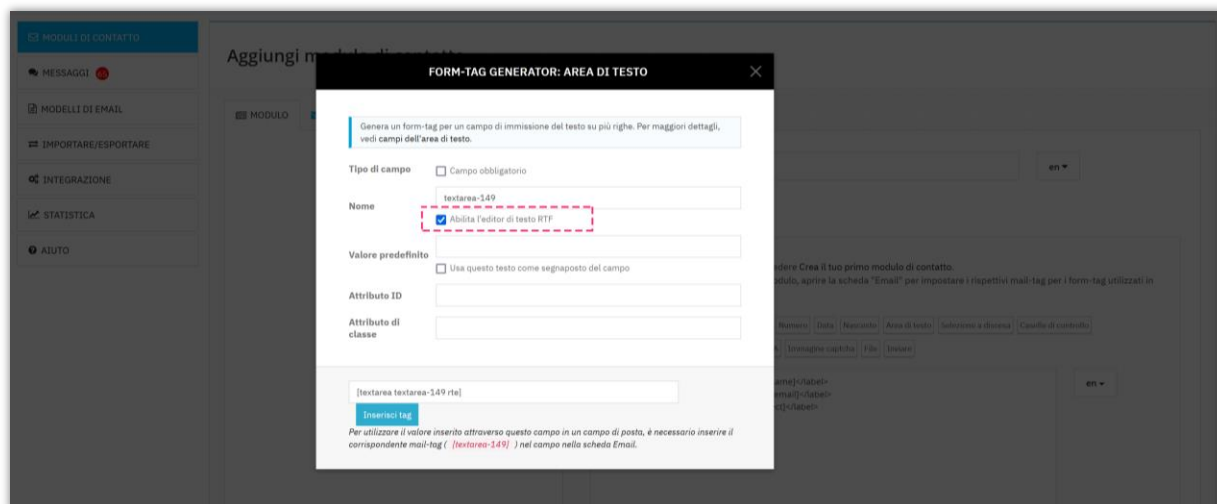 MODULI DI CONTATTO
MESSAGGI
MODELLI DI EMAIL
IMPORTARE/ESPORTARE
INTEGRAZIONE
STATISTICA
AIUTO
Aggiungi
MODULO
en
FORM-TAG GENERATOR: AREA DI TESTO
Genera un form-tag per un campo di immissione del testo su più righe. Per maggiori dettagli,
vedi campi dell'area di testo.
Tipo di campo
Campo obbligatorio
Nome
textarea-149
Abilita l'editor di testo RTF
Valore predefinito
Usa questo testo come segnaposto del campo
Attributo ID
Attributo di
classe
[textarea textarea-149 rte]
Inserisci tag
Per utilizzare il valore inserito attraverso questo campo in un campo di posta, è necessario inserire il
corrispondente mail-tag ( [textarea-149] ) nel campo nella scheda Email.
Crea il tuo primo modulo di contatto.
aprire la scheda "Email" per impostare i rispettivi mail-tag per i form-tag utilizzati in
Numero Data Nascosto Area di testo Selezione a discesa Caselle di controllo
Immagine captcha File Inviare
</label>
</label>
</label>
en